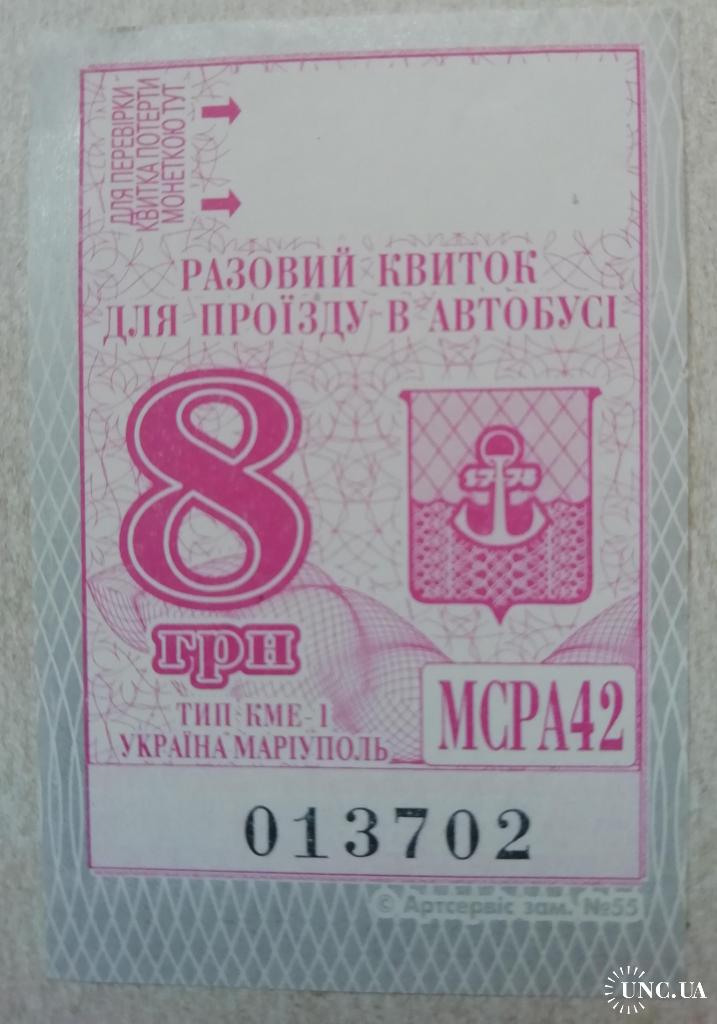 ДЛЯ ПЕРЕВІРКИ
КВИТКА ПОТЕРТИ
МОНЕТКОЮ ТУТ
РАЗОВИЙ КВИТОК
ДЛЯ ПРОЇЗДУ В АВТОБУСІ
8
грн
1778
ТИП КМЕ-1
УКРАЇНА МАРІУПОЛЬ
МСРА42
013702
© Артсервіс зам. №55
UNC.UA